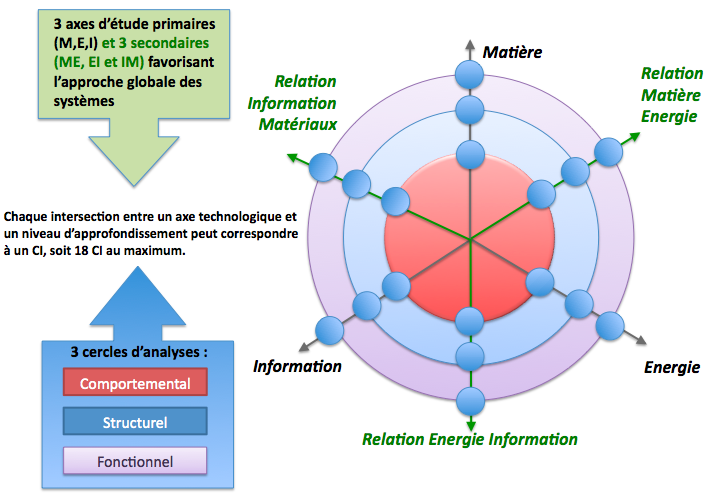 3 axes d'étude primaires
(M,E,I) et 3 secondaires
(ME, EI et IM) favorisant
l'approche globale des
systèmes
Chaque intersection entre un axe technologique et
un niveau d'approfondissement peut correspondre
à un CI, soit 18 CI au maximum.
3 cercles d'analyses :
Comportemental
Structurel
Fonctionnel
Matière
Relation
Information
Matériaux
Relation
Matière
Energie
Information
Energie
Relation Energie Information